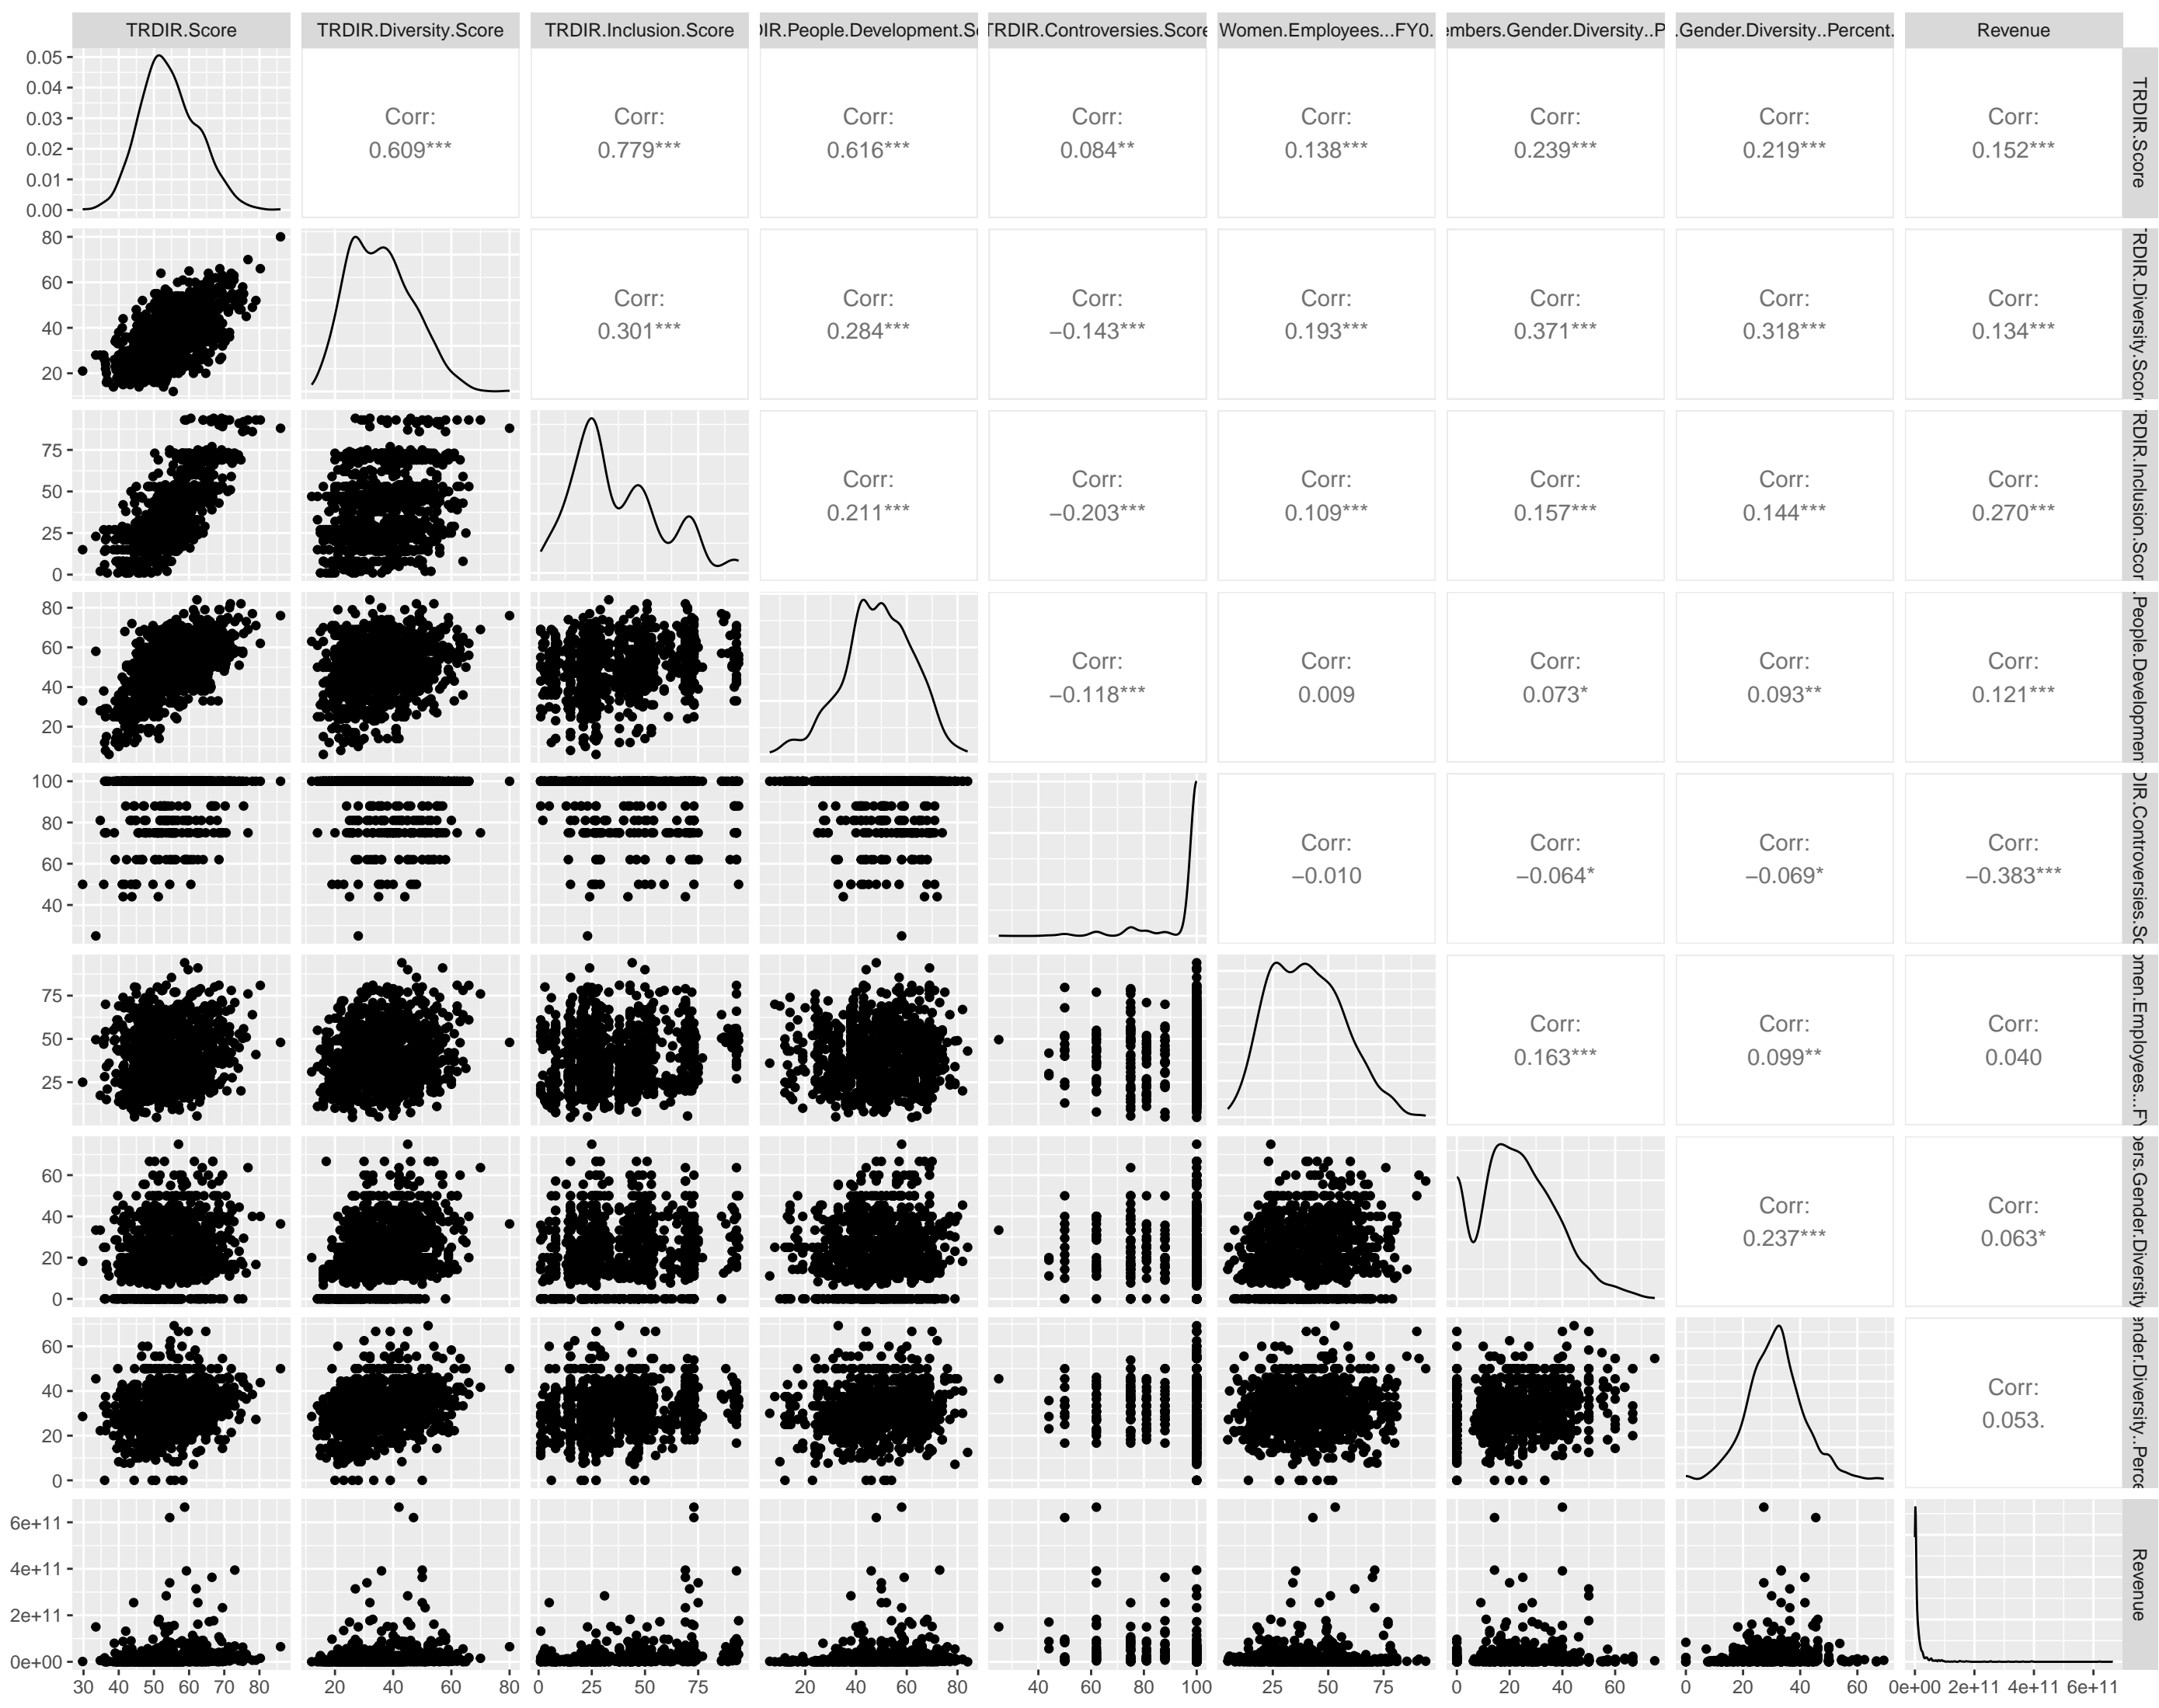 TRDIR.Score TRDIR.Diversity.Score TRDIR.Inclusion.Score DIR.People.Development.Sc TRDIR.Controversies.Score Women.Employees...FY0. embers.Gender.Diversity..P .Gender.Diversity..Percent. Revenue
0.05
0.04
0.03
0.02
0.01
0.00
Corr: Corr: Corr: Corr: Corr: Corr: Corr: Corr:
0.609*** 0.779*** 0.616*** 0.084** 0.138*** 0.239*** 0.219*** 0.152***
TRDIR.Score
80
60
40
20
Corr: Corr: Corr: Corr: Corr: Corr: Corr:
0.301*** 0.284*** −0.143*** 0.193*** 0.371*** 0.318*** 0.134***
TRDIR.Diversity.Score
75
50
25
0
Corr: Corr: Corr: Corr: Corr: Corr:
0.211*** −0.203*** 0.109*** 0.157*** 0.144*** 0.270***
TRDIR.Inclusion.Scor
80
60
40
20
Corr: Corr: Corr: Corr: Corr:
−0.118*** 0.009 0.073* 0.093** 0.121***
.People.Development
100
80
60
40
Corr: Corr: Corr: Corr:
−0.010 −0.064* −0.069* −0.383***
DIR.Controversies.Sc
75
50
25
Corr: Corr: Corr:
0.163*** 0.099** 0.040
omen.Employees...FY
60
40
20
0
Corr: Corr:
0.237*** 0.063*
bers.Gender.Diversity
60
40
20
0
Corr:
0.053.
ender.Diversity..Perce
6e+11
4e+11
2e+11
0e+00
Revenue
30 40 50 60 70 80 20 40 60 80 0 25 50 75 20 40 60 80 40 60 80 100 25 50 75 0 20 40 60 0 20 40 60 0e+00 2e+11 4e+11 6e+11